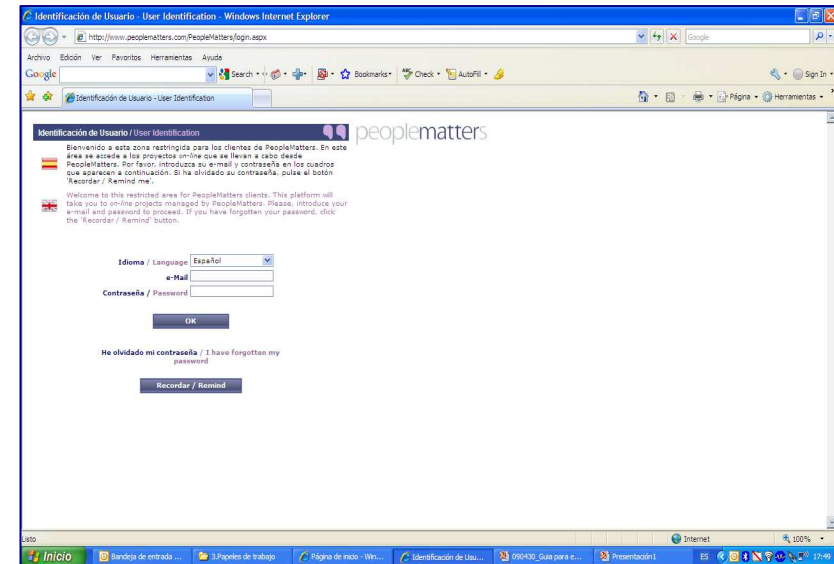 Identificación de Usuario - User Identification - Windows Internet Explorer
http://www.peoplematters.com/PeopleMatters/login.aspx
Google
Archivo Edición Ver Favoritos Herramientas Ayuda
Google Search Bookmarks Check AutoFill Sign In
Identificación de Usuario - User Identification Página Herramientas
Identificación de Usuario / User Identification
peoplematters
Bienvenido a esta zona restringida para los clientes de PeopleMatters. En este
área se accede a los proyectos on-line que se llevan a cabo desde
PeopleMatters. Por favor, introduzca su e-mail y contraseña en los cuadros
que aparecen a continuación. Si ha olvidado su contraseña, pulse el botón
'Recordar / Remind me'.
Welcome to this restricted area for PeopleMatters clients. This platform will
take you to on-line projects managed by PeopleMatters. Please, introduce your
e-mail and password to proceed. If you have forgotten your password, click
the 'Recordar / Remind' button.
Idioma / Language Español
e-Mail
Contraseña / Password
OK
He olvidado mi contraseña / I have forgotten my
password
Recordar / Remind
Listo Internet 100%
Inicio Bandeja de entrada ... 3.Papeles de trabajo Página de inicio - Win... Identificación de Usu... 090430_Guia para e... Presentación1 ES 17:49